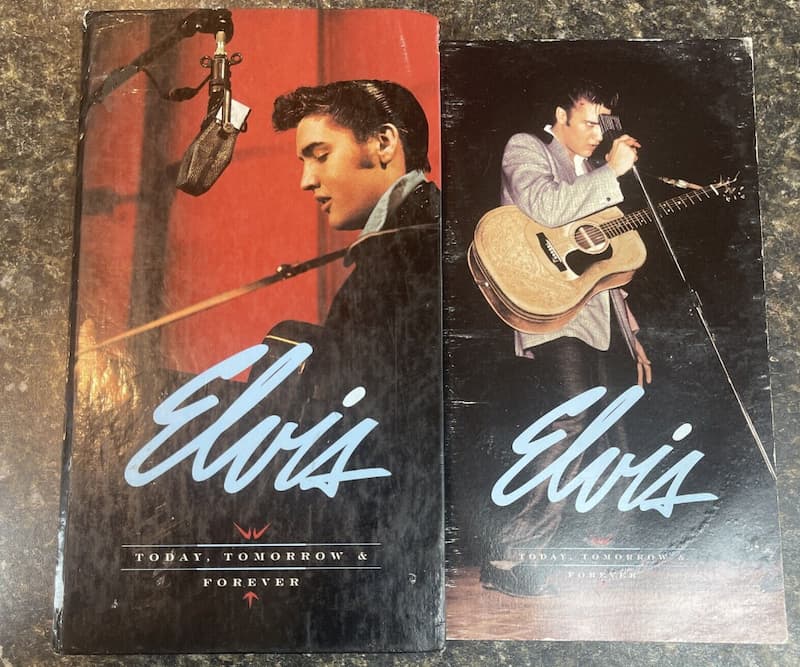 Elvis
TODAY, TOMORROW &
FOREVER
Elvis
TODAY, TOMORROW &
FOREVER